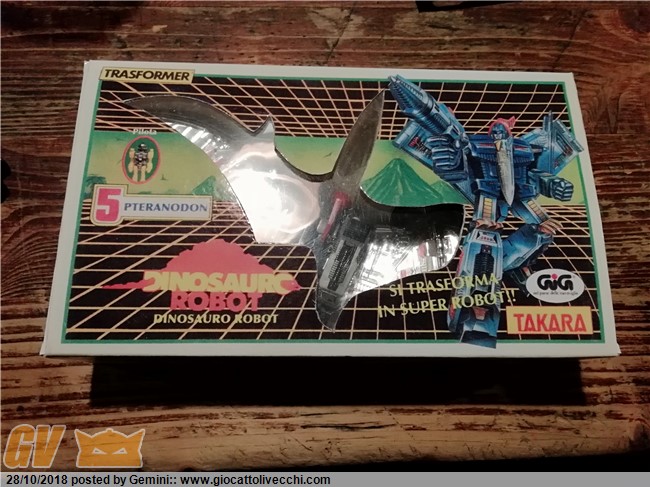 TRASFORMER
Pilota
5 PTERANODON
DINOSAURO
ROBOT
DINOSAURO ROBOT
SI TRASFORMA
IN SUPER ROBOT!!
GiGi
TAKARA
GV
28/10/2018 posted by Gemini:: www.giocattolivecchi.com